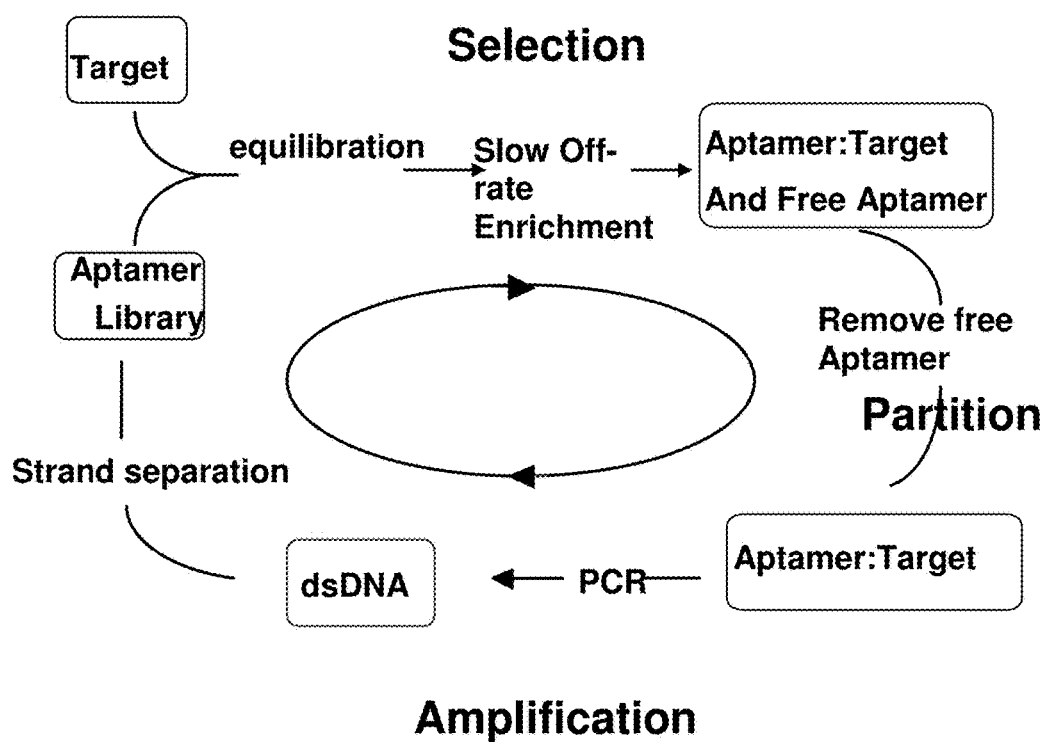 Selection
Target
equilibration
Slow Off-
rate
Enrichment
Aptamer:Target
And Free Aptamer
Aptamer
Library
Remove free
Aptamer
Partition
Strand separation
Aptamer:Target
PCR
dsDNA
Amplification